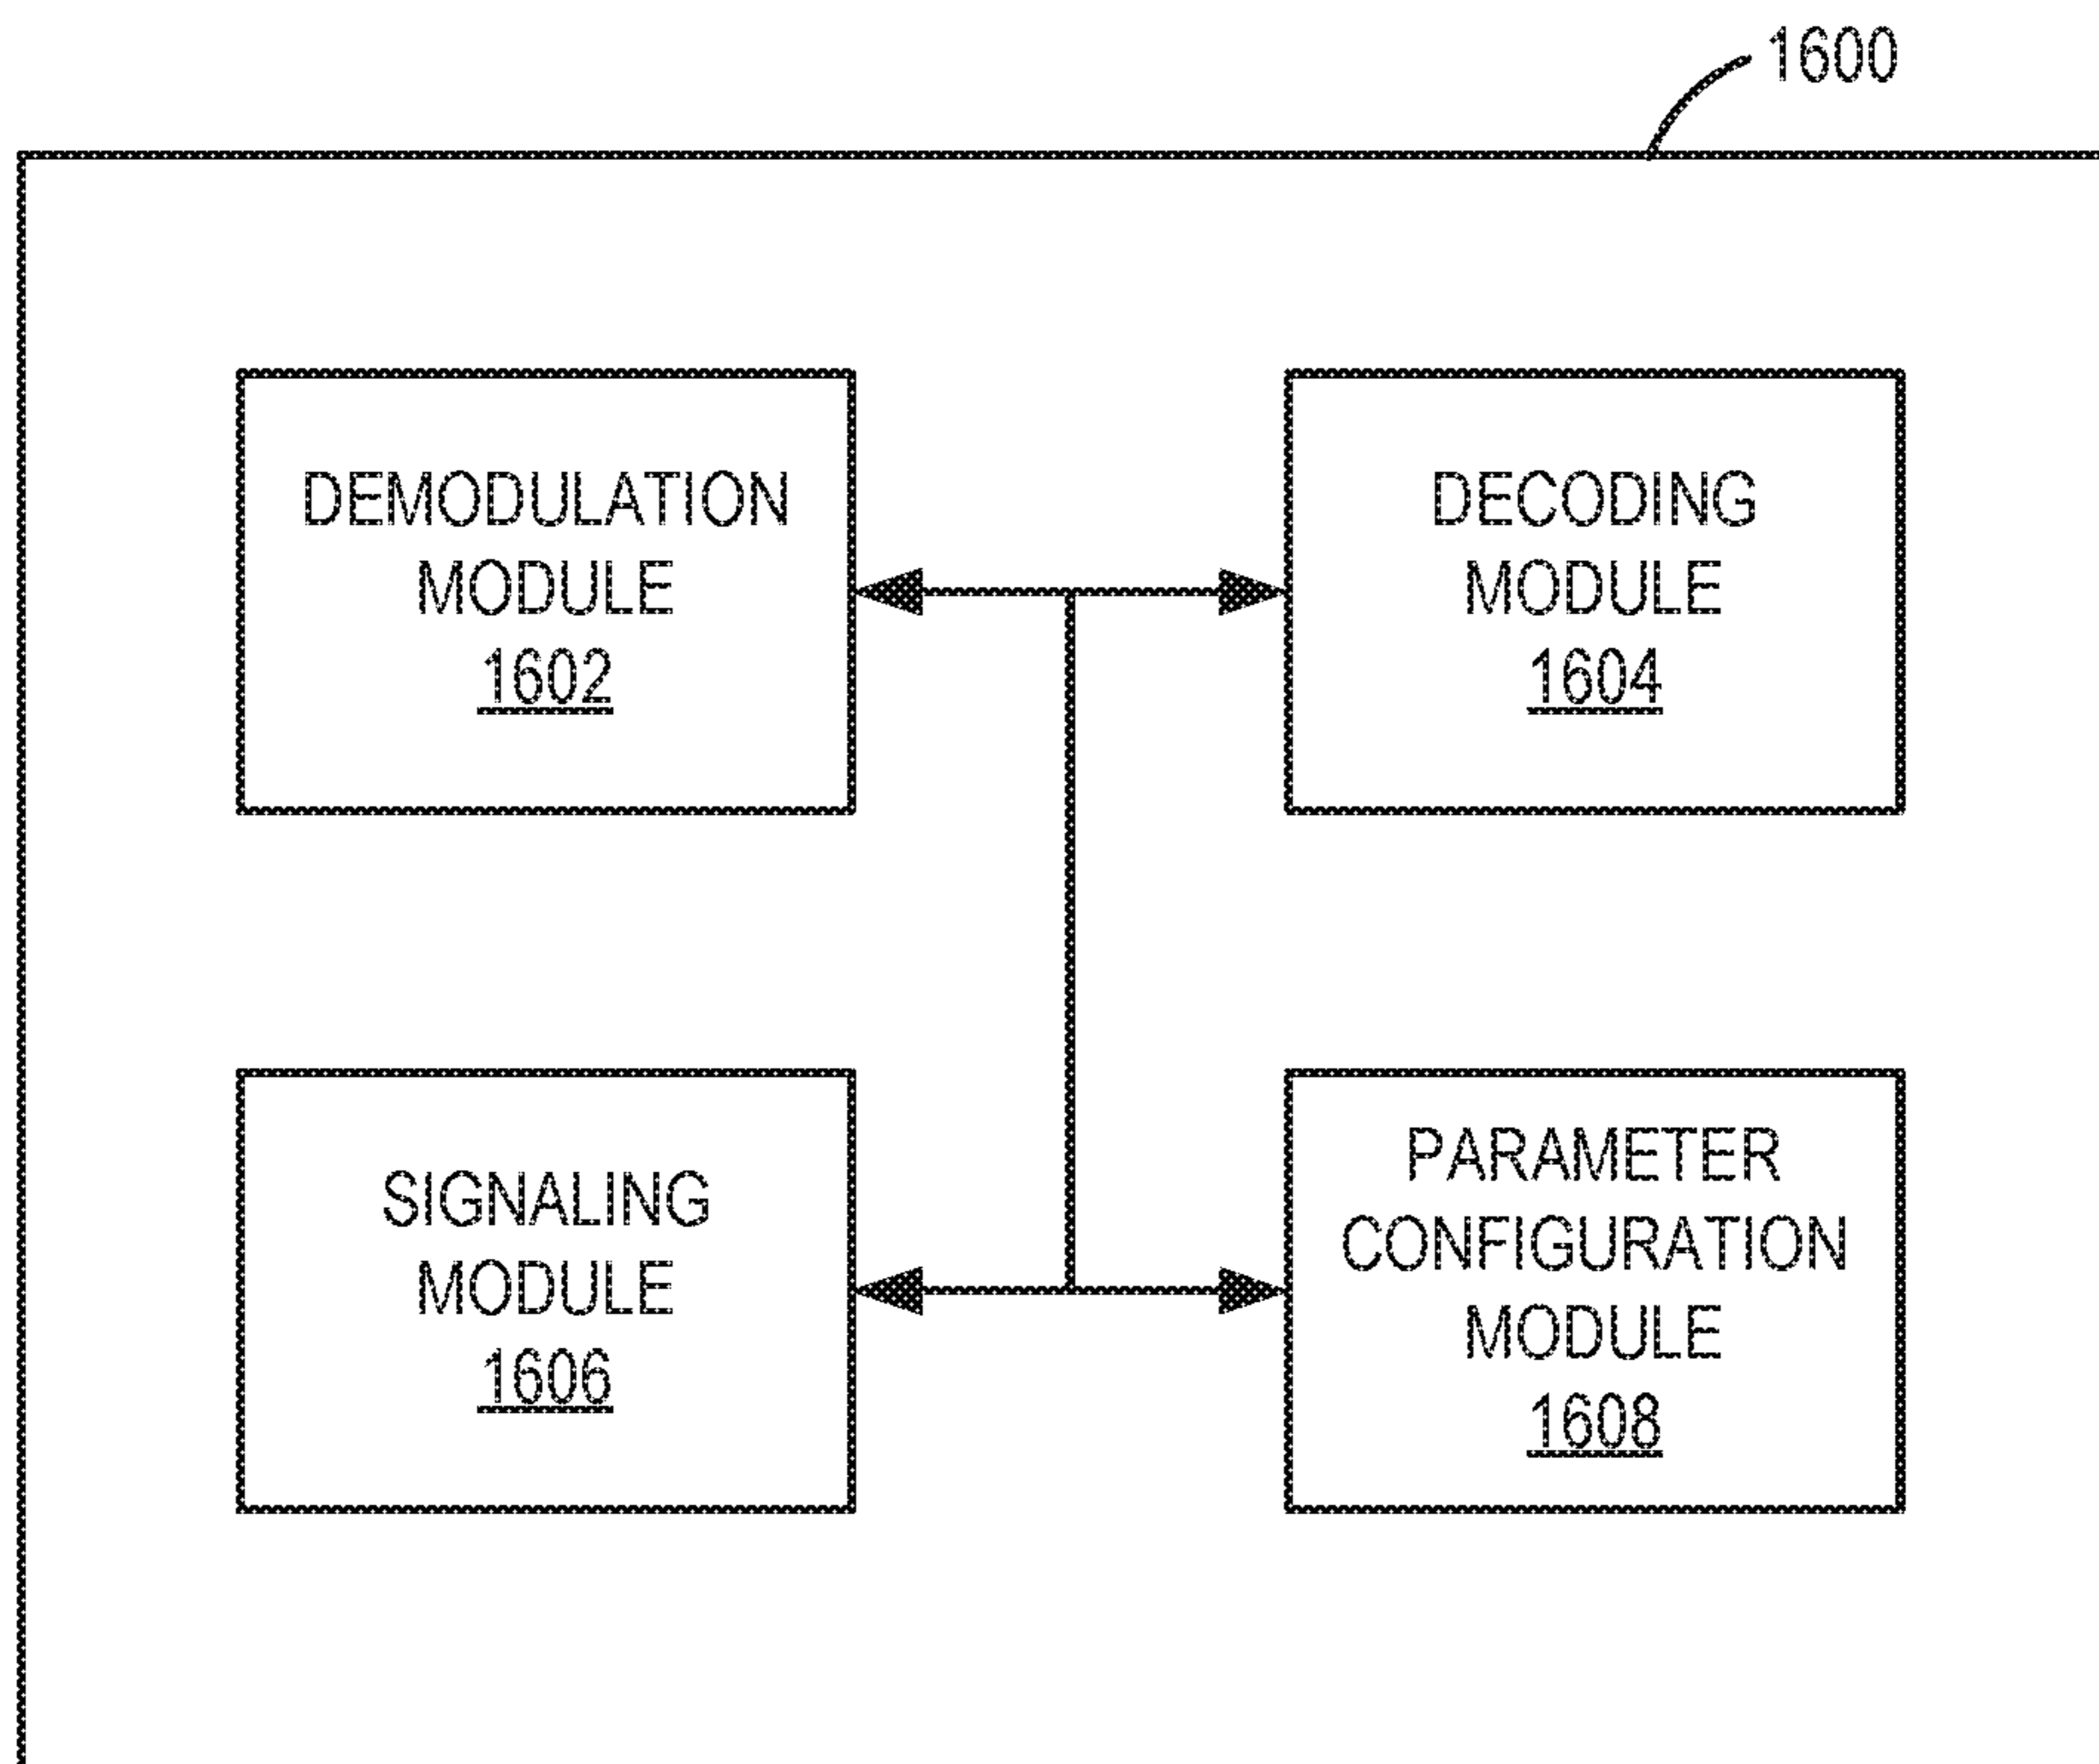 1600
DEMODULATION
MODULE
1602
DECODING
MODULE
1604
SIGNALING
MODULE
1606
PARAMETER
CONFIGURATION
MODULE
1608